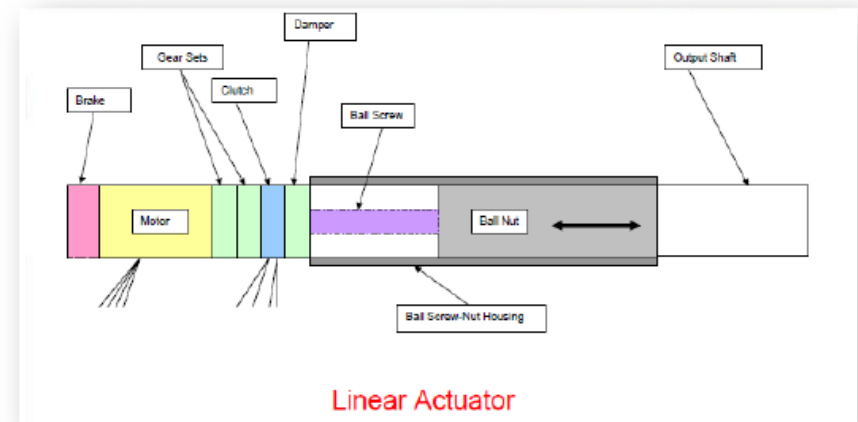 Damper
Gear Sets
Output Shaft
Clutch
Brake
Ball Screw
Motor
Ball Nut
Ball Screw-Nut Housing
Linear Actuator